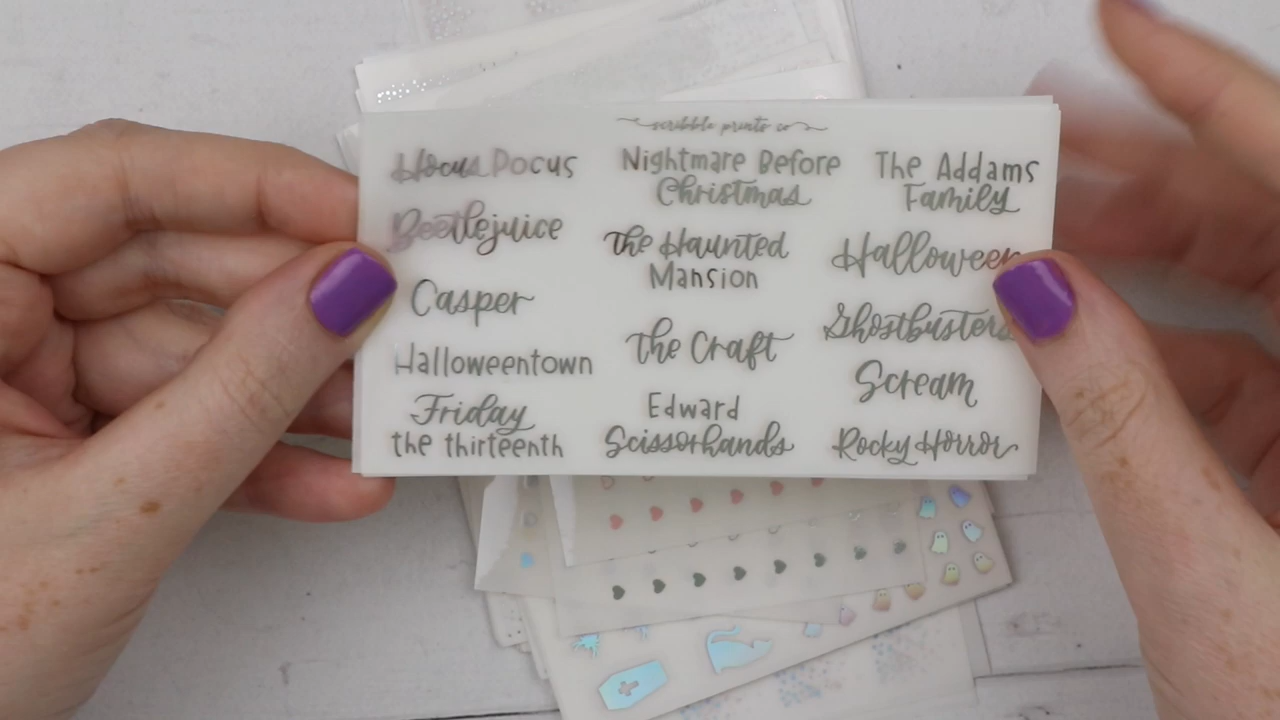 scribble prints co
Hocus Pocus
Beetlejuice
Casper
Halloweentown
Friday
the thirteenth
Nightmare Before
Christmas
The Haunted
Mansion
The Craft
Edward
Scissorhands
The Addams
Family
Halloween
Ghostbusters
Scream
Rocky Horror